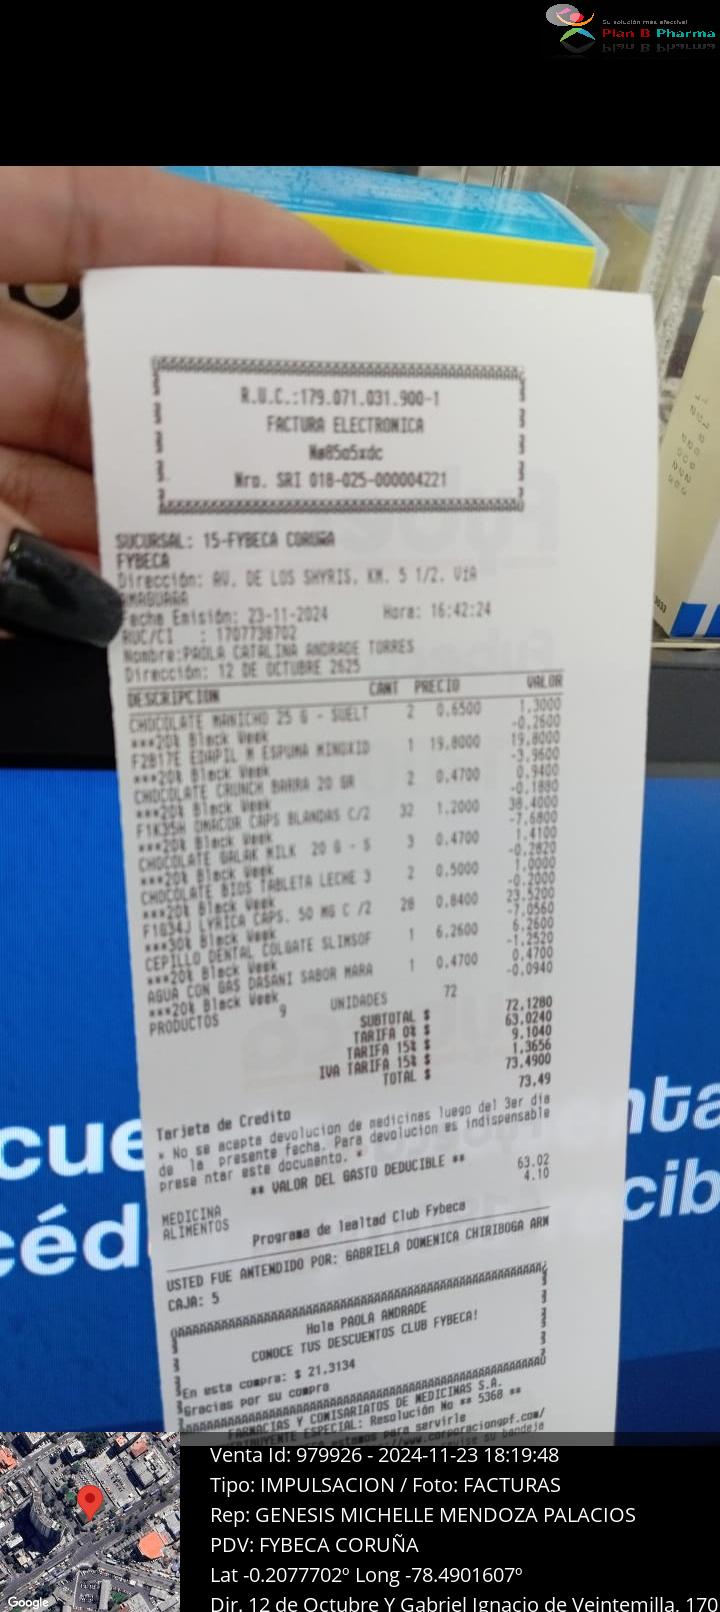 Su solución más efectiva!
Plan B Pharma
R.U.C.:179.071.031.900-1
FACTURA ELECTRONICA
Nro. SRI 018-025-000004221
SUCURSAL: 15-FYBECA CORUÑA
FYBECA
Dirección: AV. DE LOS SHYRIS, KM. 5 1/2, VIA
AMAGUAÑA
Fecha Emisión: 23-11-2024 Hora: 16:42:24
RUC/CI : 1707738702
Nombre:PAOLA CATALINA ANDRADE TORRES
Dirección: 12 DE OCTUBRE 2625
DESCRIPCION CANT PRECIO VALOR
CHOCOLATE MANICHO 25 G - SUELT 2 0.6500 1.3000
***20% Black Week -0.2600
F2B17E EDAPIL M ESPUMA MINOXID 1 19.8000 19.8000
***20% Black Week -3.9600
CHOCOLATE CRUNCH BARRA 20 GR 2 0.4700 0.9400
***20% Black Week -0.1880
F1K35H OMACOR CAPS BLANDAS C/2 32 1.2000 38.4000
***20% Black Week -7.6800
CHOCOLATE GALAK MILK 20 G - S 3 0.4700 1.4100
***20% Black Week -0.2820
CHOCOLATE BIOS TABLETA LECHE 3 2 0.5000 1.0000
***20% Black Week -0.2000
F1G34J LYRICA CAPS. 50 MG C /2 28 0.8400 23.5200
***30% Black Week -7.0560
CEPILLO DENTAL COLGATE SLIMSOF 1 6.2600 6.2600
***20% Black Week -1.2520
AGUA CON GAS DASANI SABOR MARA 1 0.4700 0.4700
***20% Black Week -0.0940
PRODUCTOS 9 UNIDADES 72
SUBTOTAL $ 72.1280
TARIFA 0% $ 63.0240
TARIFA 15% $ 9.1040
IVA TARIFA 15% $ 1.3656
TOTAL $ 73.4900
Tarjeta de Credito 73.49
* No se acepta devolucion de medicinas luego del 3er dia
de la presente fecha. Para devolucion es indispensable
prese ntar este documento. *
** VALOR DEL GASTO DEDUCIBLE **
MEDICINA 63.02
ALIMENTOS 4.10
Programa de lealtad Club Fybeca
USTED FUE ANTENDIDO POR: GABRIELA DOMENICA CHIRIBOGA ARM
CAJA: 5
Hola PAOLA ANDRADE
CONOCE TUS DESCUENTOS CLUB FYBECA!
En esta compra: $ 21.3134
Gracias por su compra
FARMACIAS Y COMISARIATOS DE MEDICINAS S.A.
ESPECIAL: Resolución No ** 5368 **
para servirle
su bandeja
Venta Id: 979926 - 2024-11-23 18:19:48
Tipo: IMPULSACION / Foto: FACTURAS
Rep: GENESIS MICHELLE MENDOZA PALACIOS
PDV: FYBECA CORUÑA
Lat -0.2077702º Long -78.4901607º
Dir. 12 de Octubre Y Gabriel Ignacio de Veintemilla, 170
Google